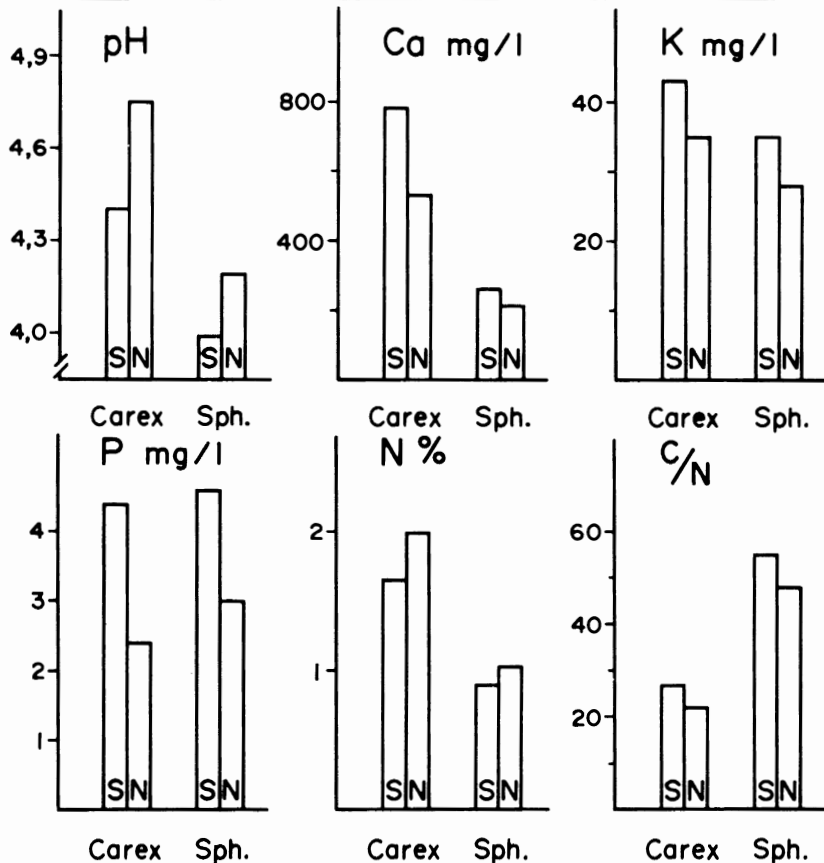 pH
4,9
4,6
4,3
4,0
S N S N
Carex Sph.
Ca mg/l
800
400
S N S N
Carex Sph.
K mg/l
40
20
S N S N
Carex Sph.
P mg/l
4
3
2
1
S N S N
Carex Sph.
N %
2
1
S N S N
Carex Sph.
C/N
60
40
20
S N S N
Carex Sph.